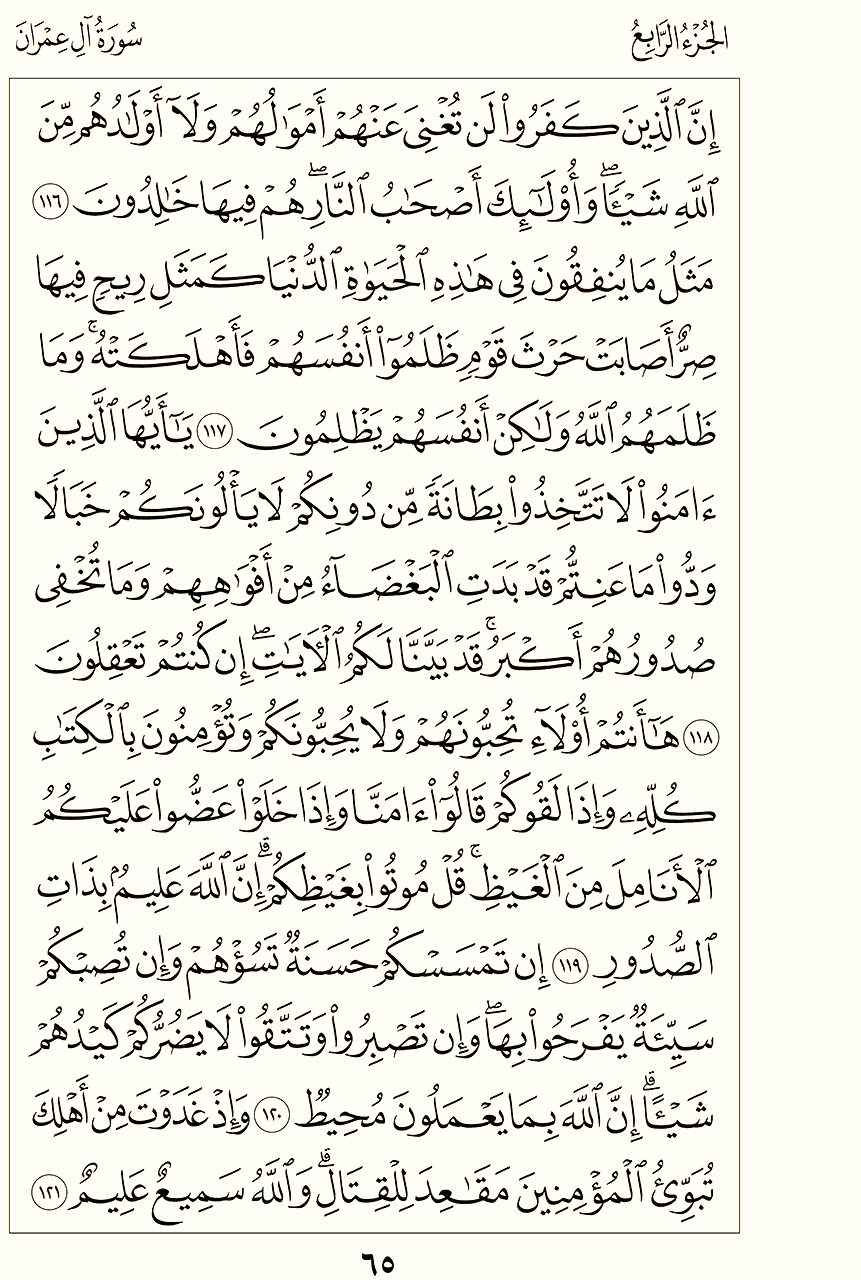 الجُزْءُ الرَّابِعُ
سُورَةُ آلِ عِمْرَانَ
إِنَّ ٱلَّذِينَ كَفَرُوا۟ لَن تُغْنِىَ عَنْهُمْ أَمْوَٰلُهُمْ وَلَآ أَوْلَٰدُهُم مِّنَ
ٱللَّهِ شَيْـًٔاۖ وَأُو۟لَٰٓئِكَ أَصْحَٰبُ ٱلنَّارِۖ هُمْ فِيهَا خَٰلِدُونَ ١١٦
مَثَلُ مَا يُنفِقُونَ فِى هَٰذِهِ ٱلْحَيَوٰةِ ٱلدُّنْيَا كَمَثَلِ رِيحٍ فِيهَا
صِرٌّ أَصَابَتْ حَرْثَ قَوْمٍ ظَلَمُوٓا۟ أَنفُسَهُمْ فَأَهْلَكَتْهُۚ وَمَا
ظَلَمَهُمُ ٱللَّهُ وَلَٰكِنْ أَنفُسَهُمْ يَظْلِمُونَ ١١٧ يَٰٓأَيُّهَا ٱلَّذِينَ
ءَامَنُوا۟ لَا تَتَّخِذُوا۟ بِطَانَةً مِّن دُونِكُمْ لَا يَأْلُونَكُمْ خَبَالًا
وَدُّوا۟ مَا عَنِتُّمْ قَدْ بَدَتِ ٱلْبَغْضَآءُ مِنْ أَفْوَٰهِهِمْ وَمَا تُخْفِى
صُدُورُهُمْ أَكْبَرُۚ قَدْ بَيَّنَّا لَكُمُ ٱلْءَايَٰتِۖ إِن كُنتُمْ تَعْقِلُونَ
١١٨ هَٰٓأَنتُمْ أُو۟لَآءِ تُحِبُّونَهُمْ وَلَا يُحِبُّونَكُمْ وَتُؤْمِنُونَ بِٱلْكِتَٰبِ
كُلِّهِۦ وَإِذَا لَقُوكُمْ قَالُوٓا۟ ءَامَنَّا وَإِذَا خَلَوْا۟ عَضُّوا۟ عَلَيْكُمُ
ٱلْأَنَامِلَ مِنَ ٱلْغَيْظِۚ قُلْ مُوتُوا۟ بِغَيْظِكُمْۗ إِنَّ ٱللَّهَ عَلِيمٌۢ بِذَاتِ
ٱلصُّدُورِ ١١٩ إِن تَمْسَسْكُمْ حَسَنَةٌ تَسُؤْهُمْ وَإِن تُصِبْكُمْ
سَيِّئَةٌ يَفْرَحُوا۟ بِهَاۖ وَإِن تَصْبِرُوا۟ وَتَتَّقُوا۟ لَا يَضُرُّكُمْ كَيْدُهُمْ
شَيْـًٔاۗ إِنَّ ٱللَّهَ بِمَا يَعْمَلُونَ مُحِيطٌ ١٢٠ وَإِذْ غَدَوْتَ مِنْ أَهْلِكَ
تُبَوِّئُ ٱلْمُؤْمِنِينَ مَقَٰعِدَ لِلْقِتَالِۗ وَٱللَّهُ سَمِيعٌ عَلِيمٌ ١٢١
٦٥